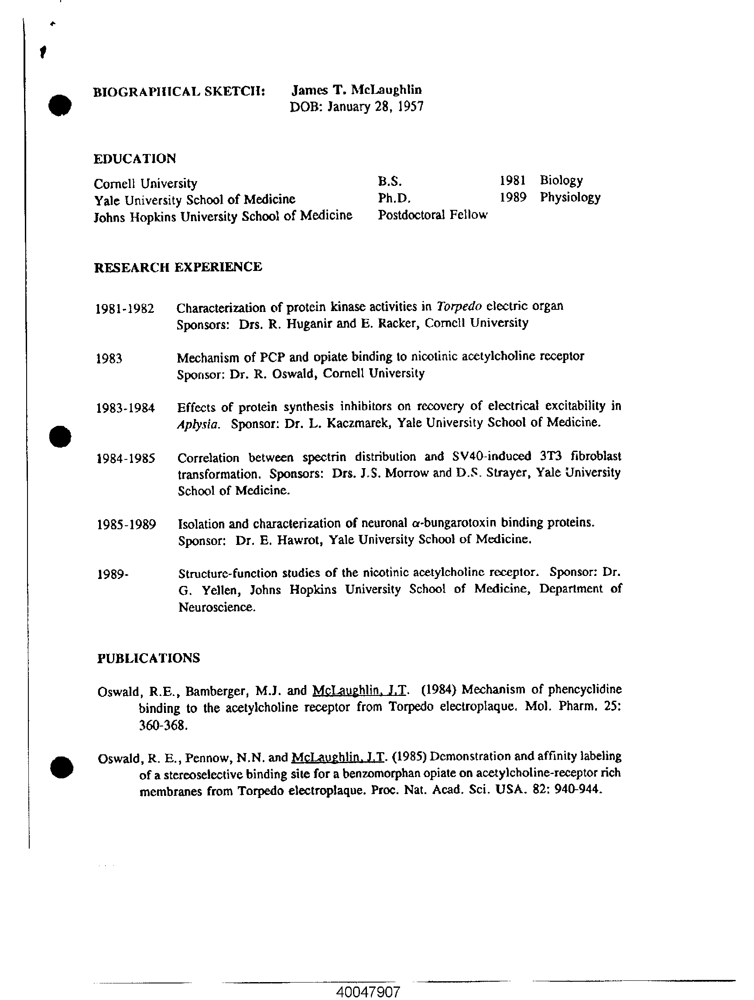 BIOGRAPHICAL SKETCH: James T. McLaughlin
DOB: January 28, 1957
EDUCATION
Cornell University B.S. 1981 Biology
Yale University School of Medicine Ph.D. 1989 Physiology
Johns Hopkins University School of Medicine Postdoctoral Fellow
RESEARCH EXPERIENCE
1981-1982 Characterization of protein kinase activities in Torpedo electric organ
Sponsors: Drs. R. Huganir and E. Racker, Cornell University
1983 Mechanism of PCP and opiate binding to nicotinic acetylcholine receptor
Sponsor: Dr. R. Oswald, Cornell University
1983-1984 Effects of protein synthesis inhibitors on recovery of electrical excitability in
Aplysia. Sponsor: Dr. L. Kaczmarek, Yale University School of Medicine.
1984-1985 Correlation between spectrin distribution and SV40-induced 3T3 fibroblast
transformation. Sponsors: Drs. J.S. Morrow and D.S. Strayer, Yale University
School of Medicine.
1985-1989 Isolation and characterization of neuronal α-bungarotoxin binding proteins.
Sponsor: Dr. E. Hawrot, Yale University School of Medicine.
1989- Structure-function studies of the nicotinic acetylcholine receptor. Sponsor: Dr.
G. Yellen, Johns Hopkins University School of Medicine, Department of
Neuroscience.
PUBLICATIONS
Oswald, R.E., Bamberger, M.J. and McLaughlin, J.T. (1984) Mechanism of phencyclidine
binding to the acetylcholine receptor from Torpedo electroplaque. Mol. Pharm. 25:
360-368.
Oswald, R. E., Pennow, N.N. and McLaughlin, J.T. (1985) Demonstration and affinity labeling
of a stereoselective binding site for a benzomorphan opiate on acetylcholine-receptor rich
membranes from Torpedo electroplaque. Proc. Nat. Acad. Sci. USA. 82: 940-944.
40047907